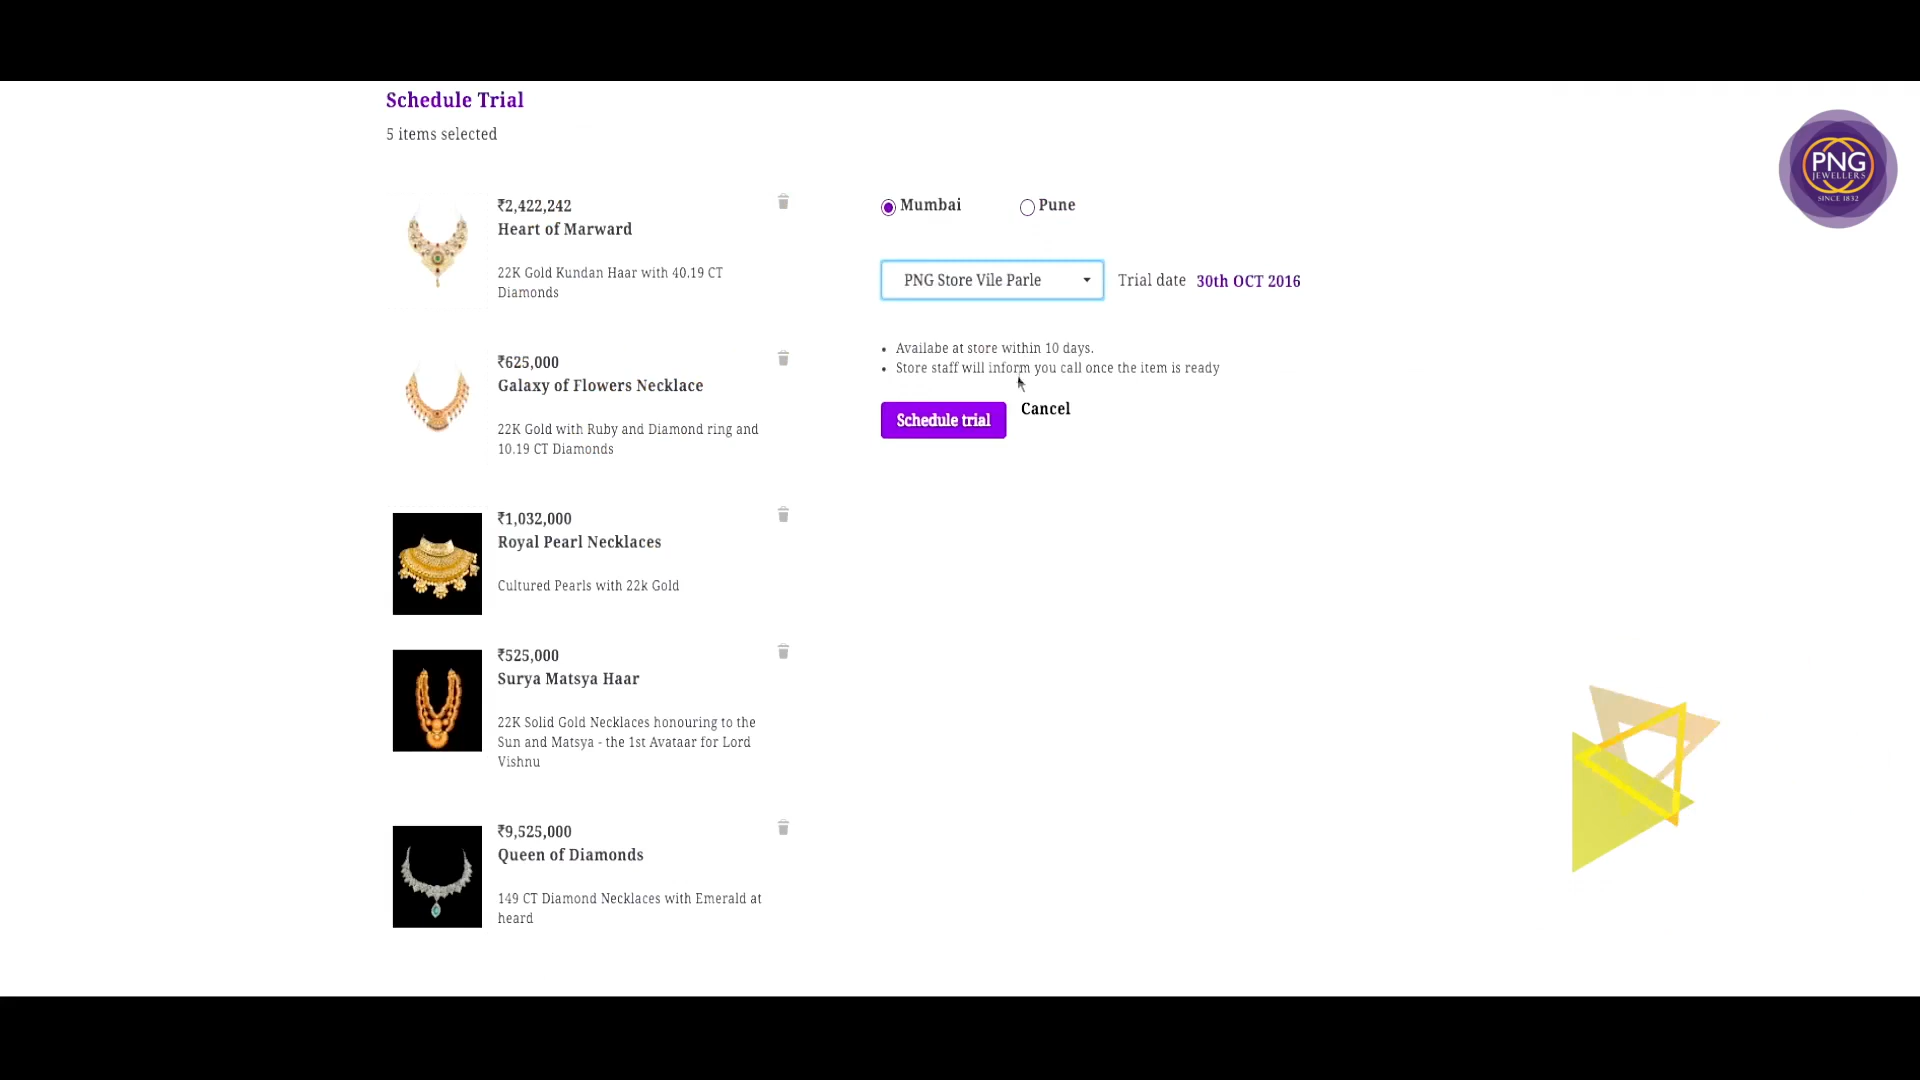 Schedule Trial
5 items selected
PNG
JEWELLERS
SINCE 1832
₹2,422,242
Heart of Marward
22K Gold Kundan Haar with 40.19 CT
Diamonds
₹625,000
Galaxy of Flowers Necklace
22K Gold with Ruby and Diamond ring and
10.19 CT Diamonds
₹1,032,000
Royal Pearl Necklaces
Cultured Pearls with 22k Gold
₹525,000
Surya Matsya Haar
22K Solid Gold Necklaces honouring to the
Sun and Matsya - the 1st Avataar for Lord
Vishnu
₹9,525,000
Queen of Diamonds
149 CT Diamond Necklaces with Emerald at
heard
Mumbai
Pune
PNG Store Vile Parle
Trial date 30th OCT 2016
• Availabe at store within 10 days.
• Store staff will inform you call once the item is ready
Schedule trial
Cancel